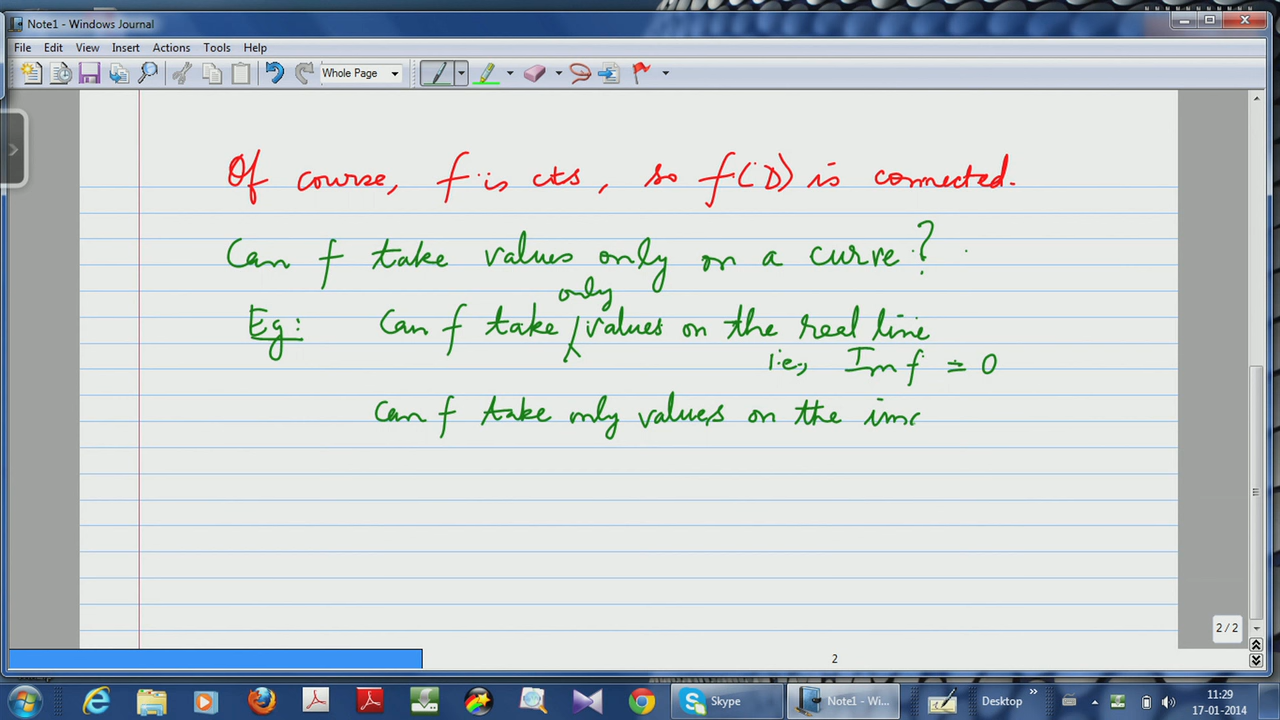 Note1 - Windows Journal
File Edit View Insert Actions Tools Help
Whole Page
Of course, f is cts, so f(D) is connected.
Can f take values only on a curve?
only
Eg: Can f take values on the real line
i.e., Im f = 0
Can f take only values on the ima
2 / 2
2
Skype
Note1 - Wi...
Desktop
11:29
17-01-2014